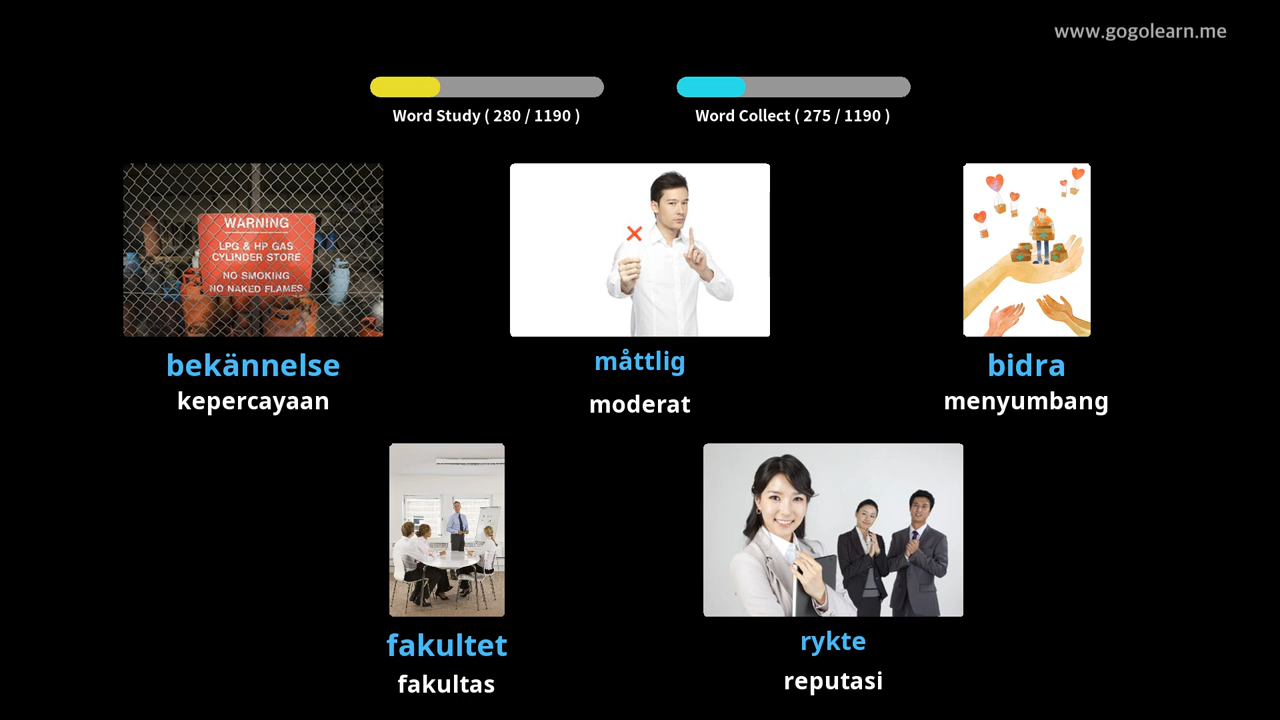 www.gogolearn.me
Word Study ( 280 / 1190 )
Word Collect ( 275 / 1190 )
WARNING
LPG & HP GAS
CYLINDER STORE
NO SMOKING
NO NAKED FLAMES
bekännelse
kepercayaan
måttlig
moderat
bidra
menyumbang
fakultet
fakultas
rykte
reputasi